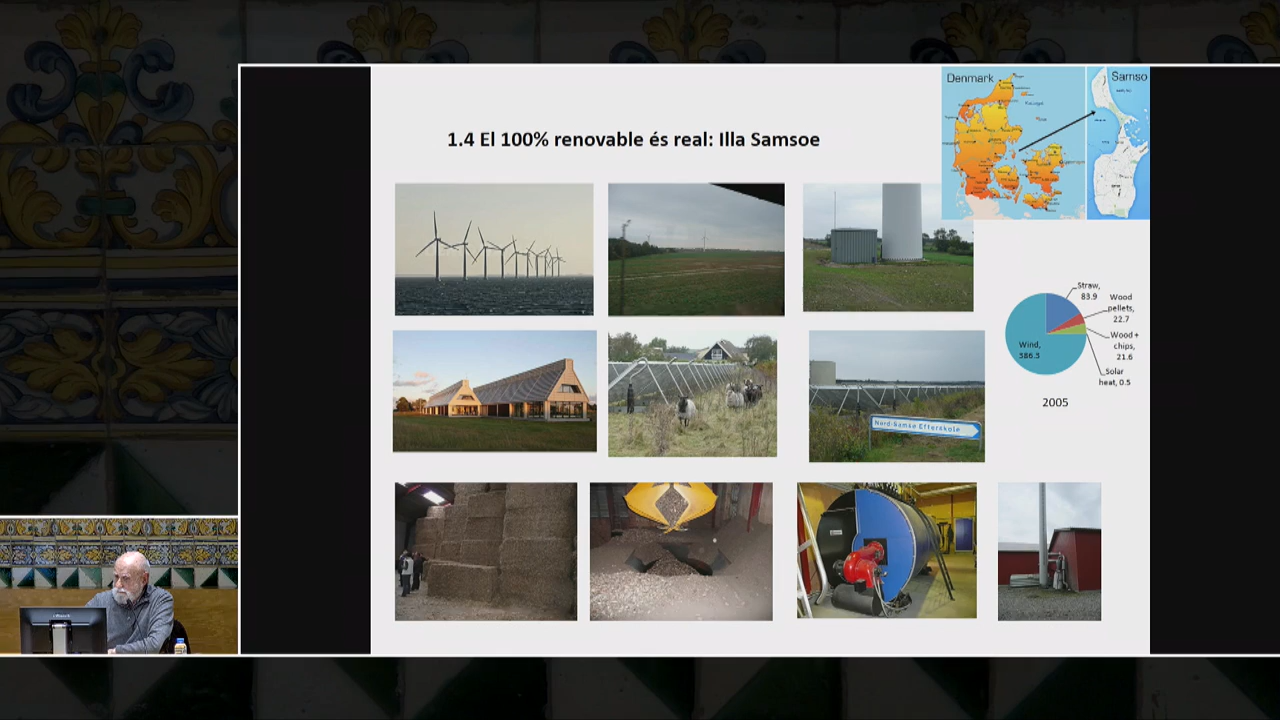 Denmark
Samso
1.4 El 100% renovable és real: Illa Samsoe
Straw,
83.9
Wood
pellets,
22.7
Wood +
chips,
21.6
Wind,
386.5
Solar
heat, 0.5
2005
Nord-Samsø Efterskole